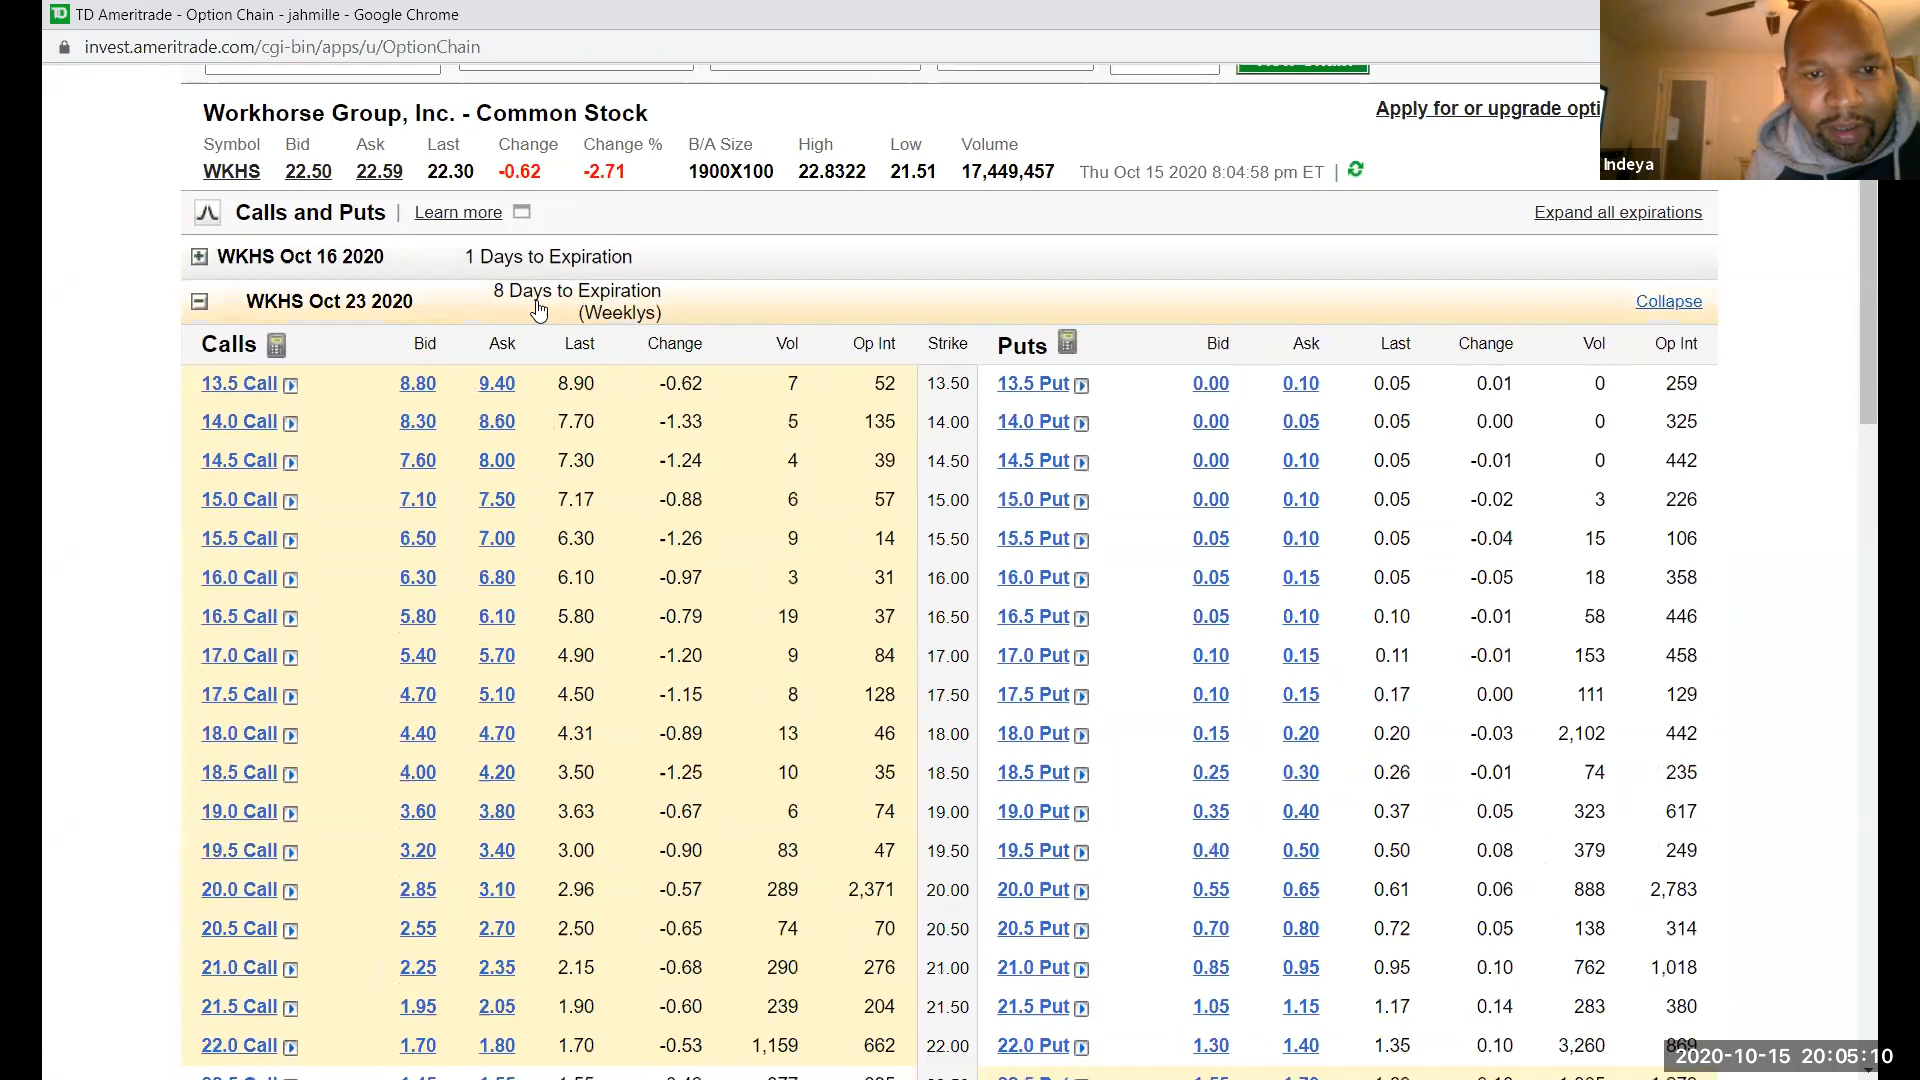 TD Ameritrade - Option Chain - jahmille - Google Chrome
invest.ameritrade.com/cgi-bin/apps/u/OptionChain
Workhorse Group, Inc. - Common Stock
Apply for or upgrade opti
Symbol Bid Ask Last Change Change % B/A Size High Low Volume
WKHS 22.50 22.59 22.30 -0.62 -2.71 1900X100 22.8322 21.51 17,449,457 Thu Oct 15 2020 8:04:58 pm ET |
Indeya
Calls and Puts | Learn more Expand all expirations
WKHS Oct 16 2020 1 Days to Expiration
WKHS Oct 23 2020 8 Days to Expiration (Weeklys) Collapse
Calls Bid Ask Last Change Vol Op Int Strike Puts Bid Ask Last Change Vol Op Int
13.5 Call 8.80 9.40 8.90 -0.62 7 52 13.50 13.5 Put 0.00 0.10 0.05 0.01 0 259
14.0 Call 8.30 8.60 7.70 -1.33 5 135 14.00 14.0 Put 0.00 0.05 0.05 0.00 0 325
14.5 Call 7.60 8.00 7.30 -1.24 4 39 14.50 14.5 Put 0.00 0.10 0.05 -0.01 0 442
15.0 Call 7.10 7.50 7.17 -0.88 6 57 15.00 15.0 Put 0.00 0.10 0.05 -0.02 3 226
15.5 Call 6.50 7.00 6.30 -1.26 9 14 15.50 15.5 Put 0.05 0.10 0.05 -0.04 15 106
16.0 Call 6.30 6.80 6.10 -0.97 3 31 16.00 16.0 Put 0.05 0.15 0.05 -0.05 18 358
16.5 Call 5.80 6.10 5.80 -0.79 19 37 16.50 16.5 Put 0.05 0.10 0.10 -0.01 58 446
17.0 Call 5.40 5.70 4.90 -1.20 9 84 17.00 17.0 Put 0.10 0.15 0.11 -0.01 153 458
17.5 Call 4.70 5.10 4.50 -1.15 8 128 17.50 17.5 Put 0.10 0.15 0.17 0.00 111 129
18.0 Call 4.40 4.70 4.31 -0.89 13 46 18.00 18.0 Put 0.15 0.20 0.20 -0.03 2,102 442
18.5 Call 4.00 4.20 3.50 -1.25 10 35 18.50 18.5 Put 0.25 0.30 0.26 -0.01 74 235
19.0 Call 3.60 3.80 3.63 -0.67 6 74 19.00 19.0 Put 0.35 0.40 0.37 0.05 323 617
19.5 Call 3.20 3.40 3.00 -0.90 83 47 19.50 19.5 Put 0.40 0.50 0.50 0.08 379 249
20.0 Call 2.85 3.10 2.96 -0.57 289 2,371 20.00 20.0 Put 0.55 0.65 0.61 0.06 888 2,783
20.5 Call 2.55 2.70 2.50 -0.65 74 70 20.50 20.5 Put 0.70 0.80 0.72 0.05 138 314
21.0 Call 2.25 2.35 2.15 -0.68 290 276 21.00 21.0 Put 0.85 0.95 0.95 0.10 762 1,018
21.5 Call 1.95 2.05 1.90 -0.60 239 204 21.50 21.5 Put 1.05 1.15 1.17 0.14 283 380
22.0 Call 1.70 1.80 1.70 -0.53 1,159 662 22.00 22.0 Put 1.30 1.40 1.35 0.10 3,260
2020-10-15 20:05:10